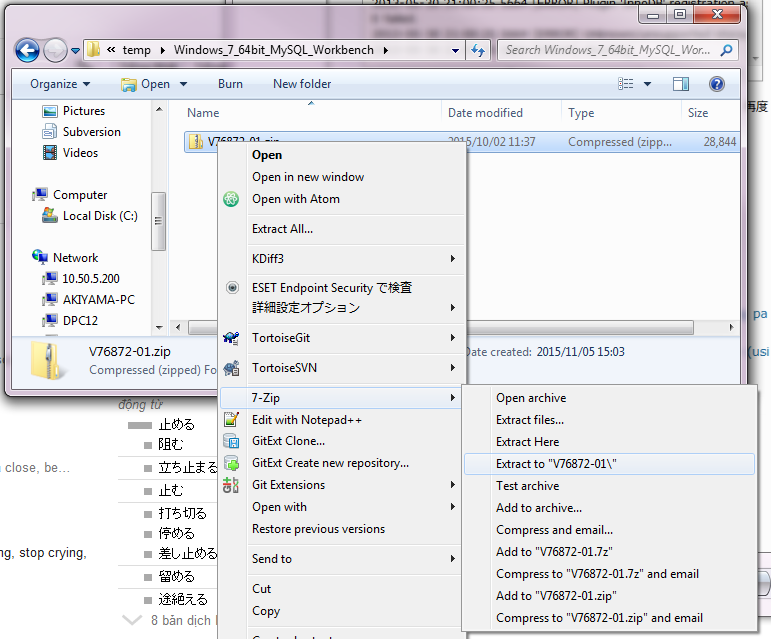 2013-05-30 21:00:25 5664 [ERROR] Plugin 'InnoDB' registration as
temp Windows_7_64bit_MySQL_Workbench
Search Windows_7_64bit_MySQL_Wor...
Organize Open Burn New folder
再度
Pictures
Subversion
Videos
Computer
Local Disk (C:)
Network
10.50.5.200
AKIYAMA-PC
DPC12
Name Date modified Type Size
V76872-01.zip 2015/10/02 11:37 Compressed (zipp... 28,844
Open
Open in new window
Open with Atom
Extract All...
KDiff3
ESET Endpoint Security で検査
詳細設定オプション
TortoiseGit
TortoiseSVN
7-Zip
Edit with Notepad++
GitExt Clone...
GitExt Create new repository...
Git Extensions
Open with
Restore previous versions
Send to
Cut
Copy
Open archive
Extract files...
Extract Here
Extract to "V76872-01\"
Test archive
Add to archive...
Compress and email...
Add to "V76872-01.7z"
Compress to "V76872-01.7z" and email
Add to "V76872-01.zip"
Compress to "V76872-01.zip" and email
V76872-01.zip
Compressed (zipped) Fo
Date created: 2015/11/05 15:03
pa
(usi
động từ
止める
阻む
立ち止まる
止む
打ち切る
停める
差し止める
留める
途絶える
8 bản dịch
close, be...
ng, stop crying,